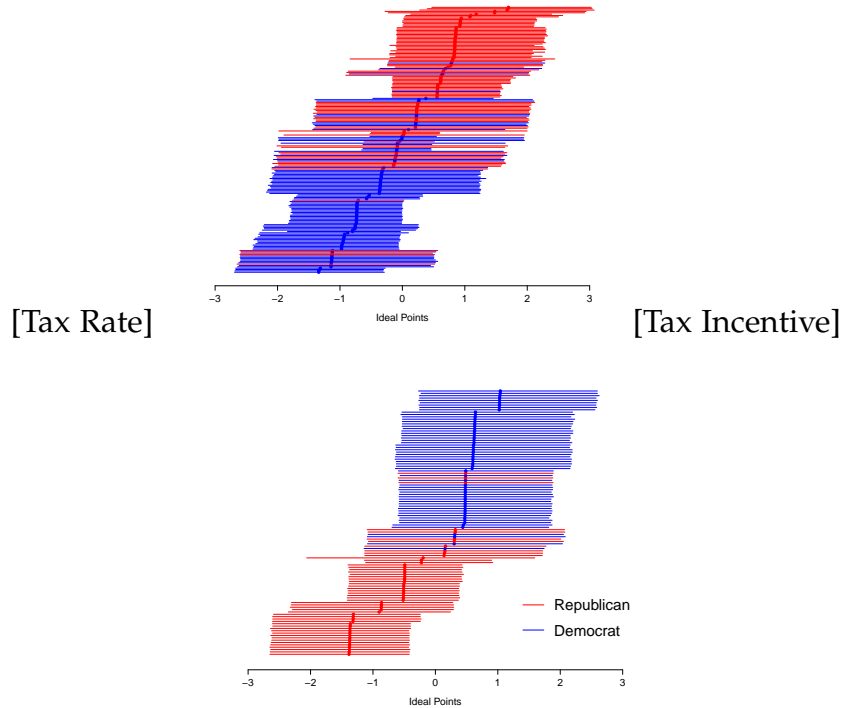 −3 −2 −1 0 1 2 3
Ideal Points
[Tax Rate] [Tax Incentive]
Republican
Democrat
−3 −2 −1 0 1 2 3
Ideal Points